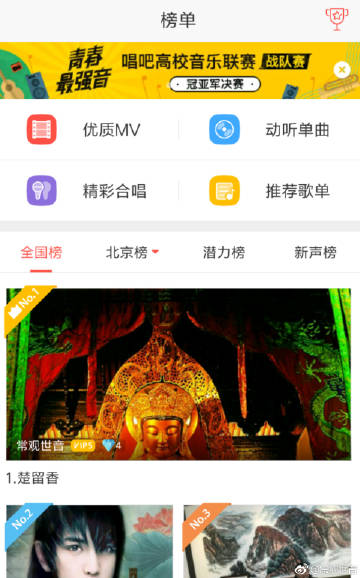 榜单
青春最强音
唱吧高校音乐联赛 战队赛
冠亚军决赛
优质MV
动听单曲
精彩合唱
推荐歌单
全国榜
北京榜
潜力榜
新声榜
No.1
常观世音 VIP5 4
1.楚留香
No.2
No.3